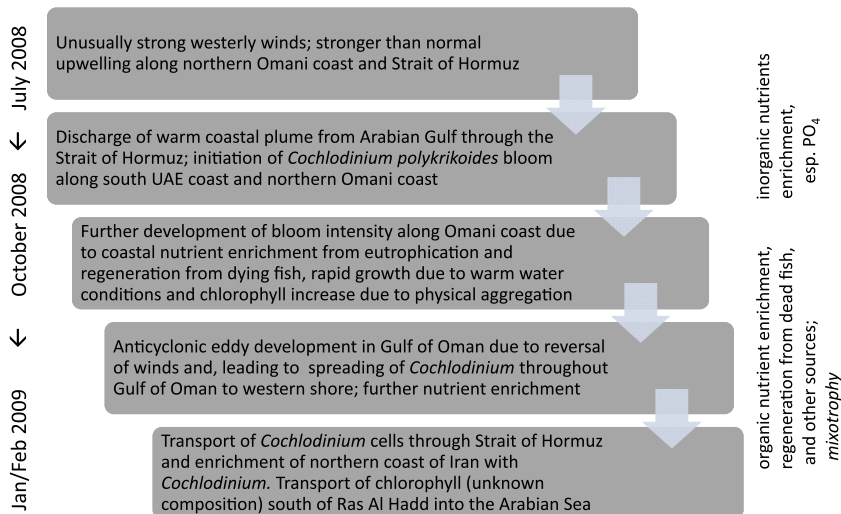 July 2008
←
October 2008
←
Jan/Feb 2009
Unusually strong westerly winds; stronger than normal
upwelling along northern Omani coast and Strait of Hormuz
Discharge of warm coastal plume from Arabian Gulf through the
Strait of Hormuz; initiation of Cochlodinium polykrikoides bloom
along south UAE coast and northern Omani coast
Further development of bloom intensity along Omani coast due
to coastal nutrient enrichment from eutrophication and
regeneration from dying fish, rapid growth due to warm water
conditions and chlorophyll increase due to physical aggregation
Anticyclonic eddy development in Gulf of Oman due to reversal
of winds and, leading to spreading of Cochlodinium throughout
Gulf of Oman to western shore; further nutrient enrichment
Transport of Cochlodinium cells through Strait of Hormuz
and enrichment of northern coast of Iran with
Cochlodinium. Transport of chlorophyll (unknown
composition) south of Ras Al Hadd into the Arabian Sea
inorganic nutrients
enrichment,
esp. PO4
organic nutrient enrichment,
regeneration from dead fish,
and other sources;
mixotrophy